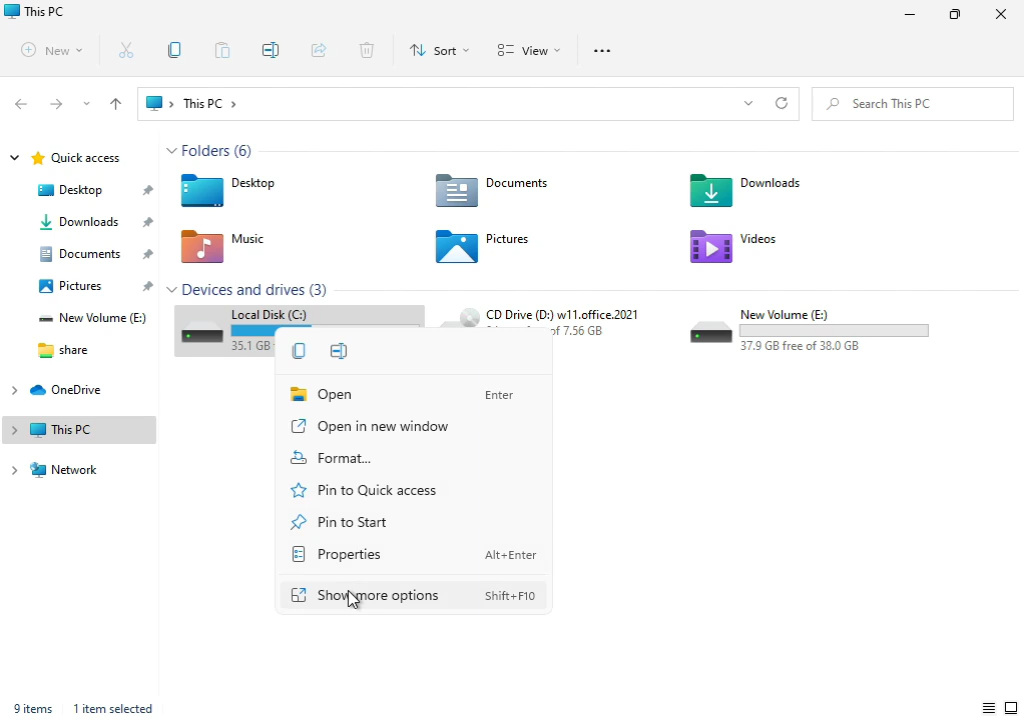 This PC
New
Sort
View
This PC
Search This PC
Quick access
Desktop
Downloads
Documents
Pictures
New Volume (E:)
share
OneDrive
This PC
Network
Folders (6)
Desktop
Documents
Downloads
Music
Pictures
Videos
Devices and drives (3)
Local Disk (C:)
35.1 GB
CD Drive (D:) w11.office.2021
of 7.56 GB
New Volume (E:)
37.9 GB free of 38.0 GB
Open Enter
Open in new window
Format...
Pin to Quick access
Pin to Start
Properties Alt+Enter
Show more options Shift+F10
9 items 1 item selected